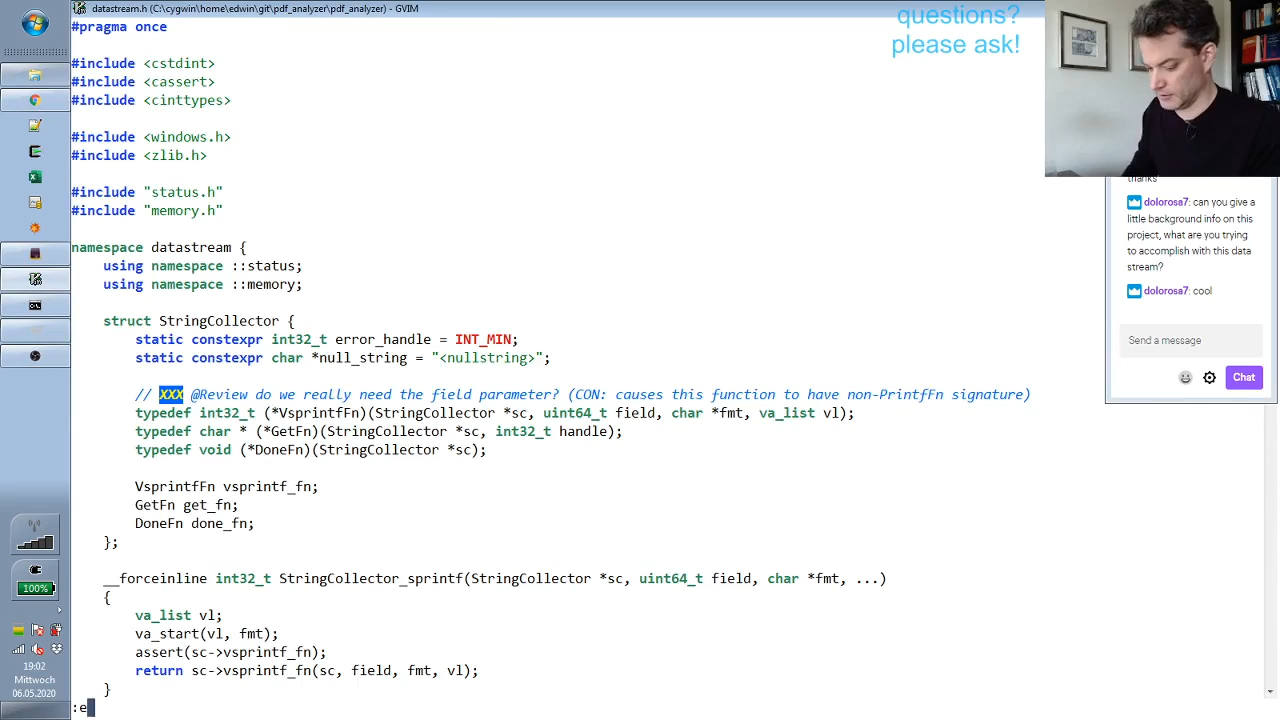 datastream.h (C:\cygwin\home\edwin\git\pdf_analyzer\pdf_analyzer) - GVIM
#pragma once
#include <cstdint>
#include <cassert>
#include <cinttypes>
#include <windows.h>
#include <zlib.h>
#include "status.h"
#include "memory.h"
namespace datastream {
using namespace ::status;
using namespace ::memory;
struct StringCollector {
static constexpr int32_t error_handle = INT_MIN;
static constexpr char *null_string = "<nullstring>";
// XXX @Review do we really need the field parameter? (CON: causes this function to have non-PrintfFn signature)
typedef int32_t (*VsprintfFn)(StringCollector *sc, uint64_t field, char *fmt, va_list vl);
typedef char * (*GetFn)(StringCollector *sc, int32_t handle);
typedef void (*DoneFn)(StringCollector *sc);
VsprintfFn vsprintf_fn;
GetFn get_fn;
DoneFn done_fn;
};
__forceinline int32_t StringCollector_sprintf(StringCollector *sc, uint64_t field, char *fmt, ...)
{
va_list vl;
va_start(vl, fmt);
assert(sc->vsprintf_fn);
return sc->vsprintf_fn(sc, field, fmt, vl);
}
:e
questions?
please ask!
thanks
dolorosa7: can you give a
little background info on this
project, what are you trying
to accomplish with this data
stream?
dolorosa7: cool
Send a message
Chat
100%
19:02
Mittwoch
06.05.2020